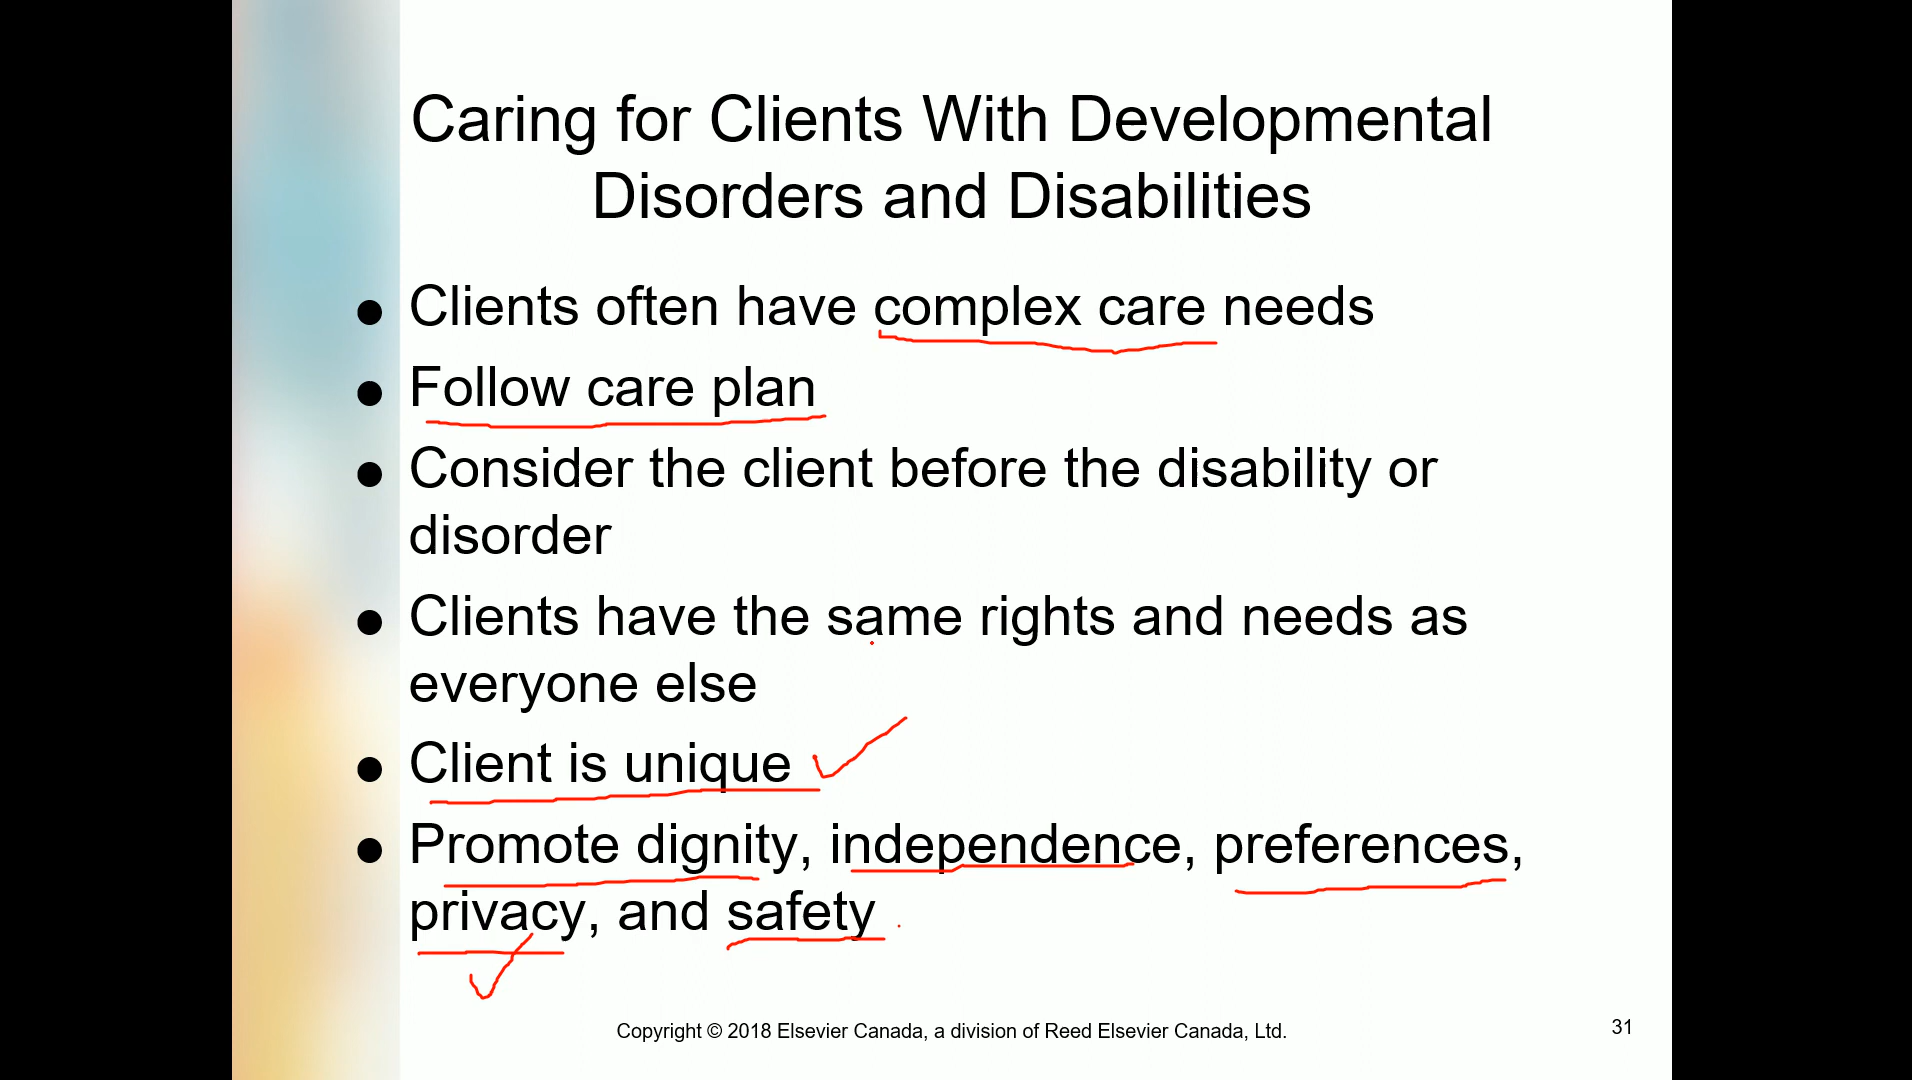 Caring for Clients With Developmental
Disorders and Disabilities
● Clients often have complex care needs
● Follow care plan
● Consider the client before the disability or
disorder
● Clients have the same rights and needs as
everyone else
● Client is unique
● Promote dignity, independence, preferences,
privacy, and safety
Copyright © 2018 Elsevier Canada, a division of Reed Elsevier Canada, Ltd.
31